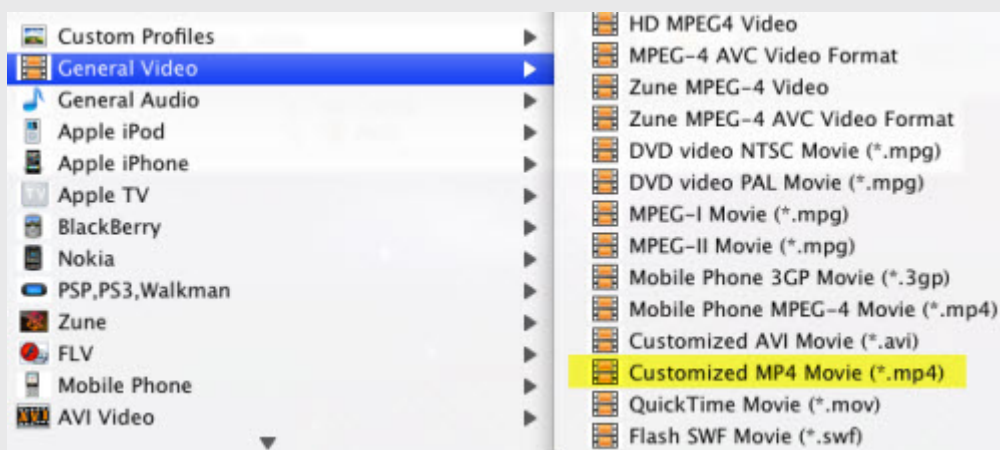 Custom Profiles
General Video
General Audio
Apple iPod
Apple iPhone
Apple TV
BlackBerry
Nokia
PSP,PS3,Walkman
Zune
FLV
Mobile Phone
AVI Video
HD MPEG4 Video
MPEG-4 AVC Video Format
Zune MPEG-4 Video
Zune MPEG-4 AVC Video Format
DVD video NTSC Movie (*.mpg)
DVD video PAL Movie (*.mpg)
MPEG-I Movie (*.mpg)
MPEG-II Movie (*.mpg)
Mobile Phone 3GP Movie (*.3gp)
Mobile Phone MPEG-4 Movie (*.mp4)
Customized AVI Movie (*.avi)
Customized MP4 Movie (*.mp4)
QuickTime Movie (*.mov)
Flash SWF Movie (*.swf)